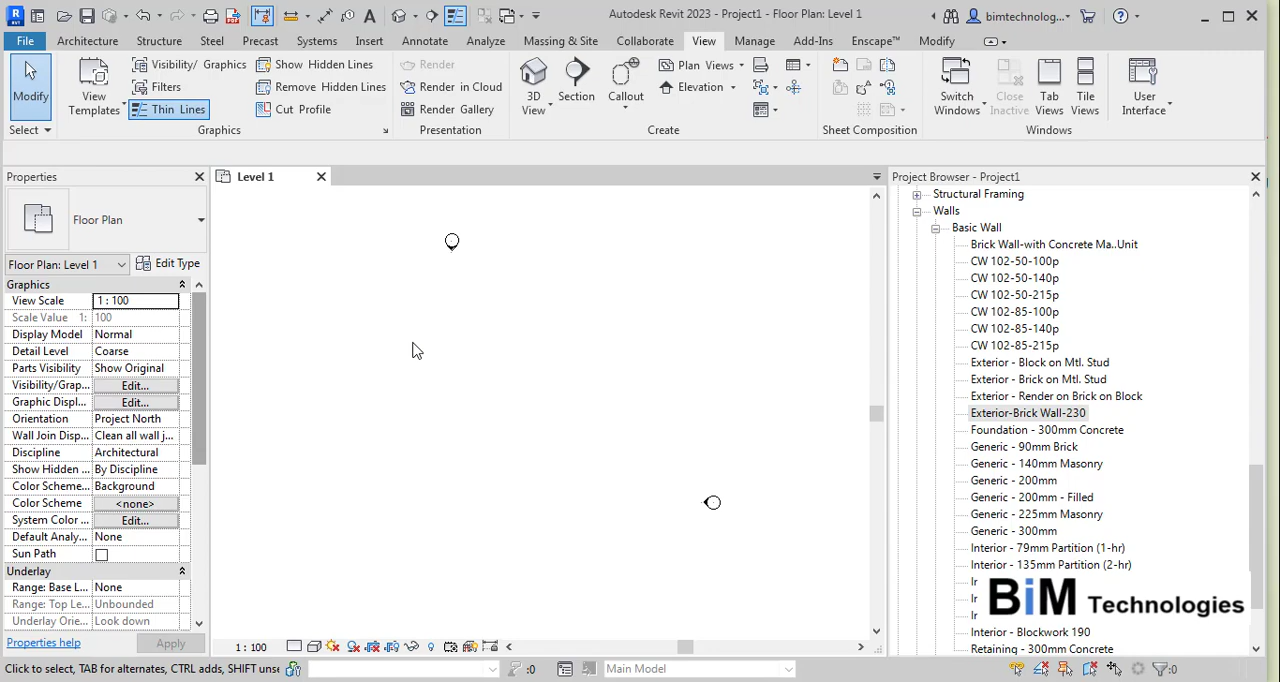 Autodesk Revit 2023 - Project1 - Floor Plan: Level 1
bimtechnolog...
File Architecture Structure Steel Precast Systems Insert Annotate Analyze Massing & Site Collaborate View Manage Add-Ins Enscape™ Modify
Modify
Select
View Templates
Visibility/ Graphics
Filters
Thin Lines
Show Hidden Lines
Remove Hidden Lines
Cut Profile
Graphics
Render
Render in Cloud
Render Gallery
Presentation
3D View
Section
Callout
Plan Views
Elevation
Create
Sheet Composition
Switch Windows
Close Inactive
Tab Views
Tile Views
Windows
User Interface
Properties
Floor Plan
Floor Plan: Level 1
Edit Type
Graphics
View Scale 1 : 100
Scale Value 1: 100
Display Model Normal
Detail Level Coarse
Parts Visibility Show Original
Visibility/Grap... Edit...
Graphic Displ... Edit...
Orientation Project North
Wall Join Disp... Clean all wall j...
Discipline Architectural
Show Hidden ... By Discipline
Color Scheme... Background
Color Scheme <none>
System Color ... Edit...
Default Analy... None
Sun Path
Underlay
Range: Base L... None
Range: Top Le... Unbounded
Underlay Orie... Look down
Properties help
Apply
Level 1
1 : 100
Project Browser - Project1
Structural Framing
Walls
Basic Wall
Brick Wall-with Concrete Ma..Unit
CW 102-50-100p
CW 102-50-140p
CW 102-50-215p
CW 102-85-100p
CW 102-85-140p
CW 102-85-215p
Exterior - Block on Mtl. Stud
Exterior - Brick on Mtl. Stud
Exterior - Render on Brick on Block
Exterior-Brick Wall-230
Foundation - 300mm Concrete
Generic - 90mm Brick
Generic - 140mm Masonry
Generic - 200mm
Generic - 200mm - Filled
Generic - 225mm Masonry
Generic - 300mm
Interior - 79mm Partition (1-hr)
Interior - 135mm Partition (2-hr)
Ir
Ir
Ir
BiM Technologies
Interior - Blockwork 190
Retaining - 300mm Concrete
Click to select, TAB for alternates, CTRL adds, SHIFT unse
:0
Main Model
:0